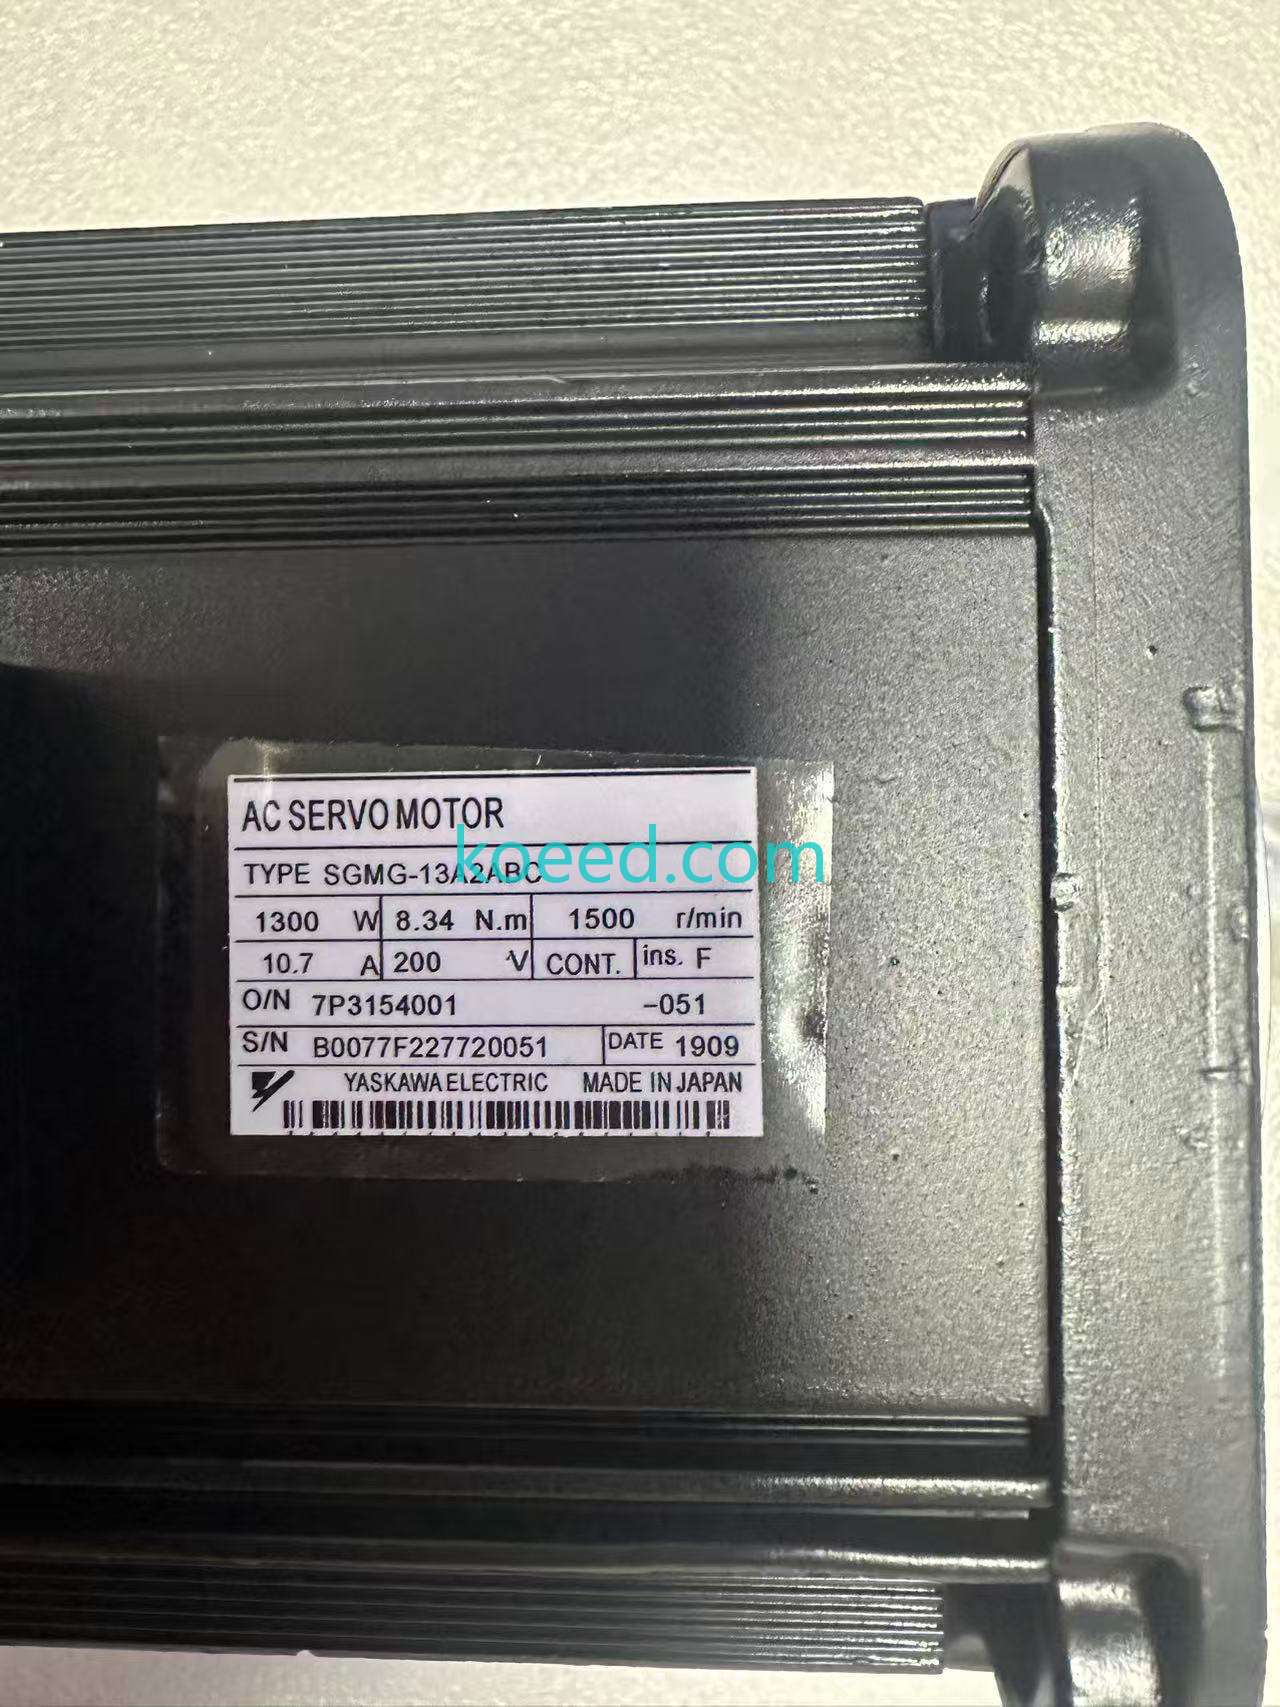 AC SERVO MOTOR
koeed.com
TYPE SGMG-13A2ABC
1300 W 8.34 N.m 1500 r/min
10.7 A 200 V CONT. ins. F
O/N 7P3154001 -051
S/N B0077F227720051 DATE 1909
YASKAWA ELECTRIC MADE IN JAPAN